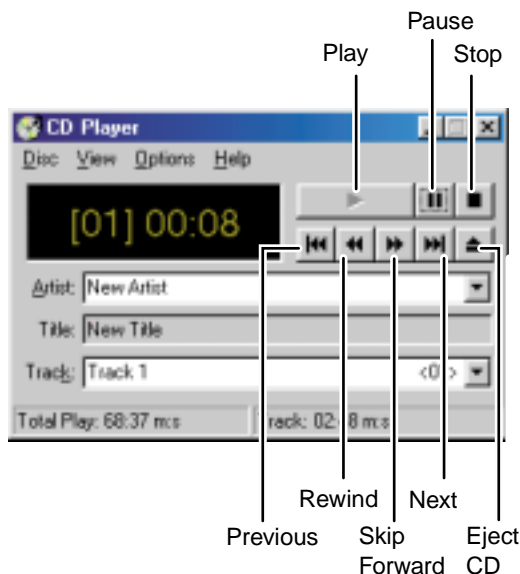 Pause
Play Stop
CD Player
Disc View Options Help
[01] 00:08
Artist: New Artist
Title: New Title
Track: Track 1 <01>
Total Play: 68:37 m:s Track: m:s
Rewind Next
Previous Skip Forward Eject CD